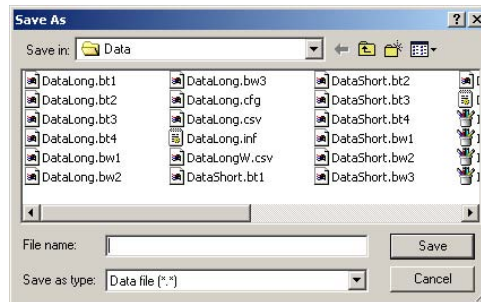 Save As
Save in: Data
DataLong.bt1 DataLong.bw3 DataShort.bt2
DataLong.bt2 DataLong.cfg DataShort.bt3
DataLong.bt3 DataLong.csv DataShort.bt4
DataLong.bt4 DataLong.inf DataShort.bw1
DataLong.bw1 DataLongW.csv DataShort.bw2
DataLong.bw2 DataShort.bt1 DataShort.bw3
File name: Save
Save as type: Data file (*.*) Cancel